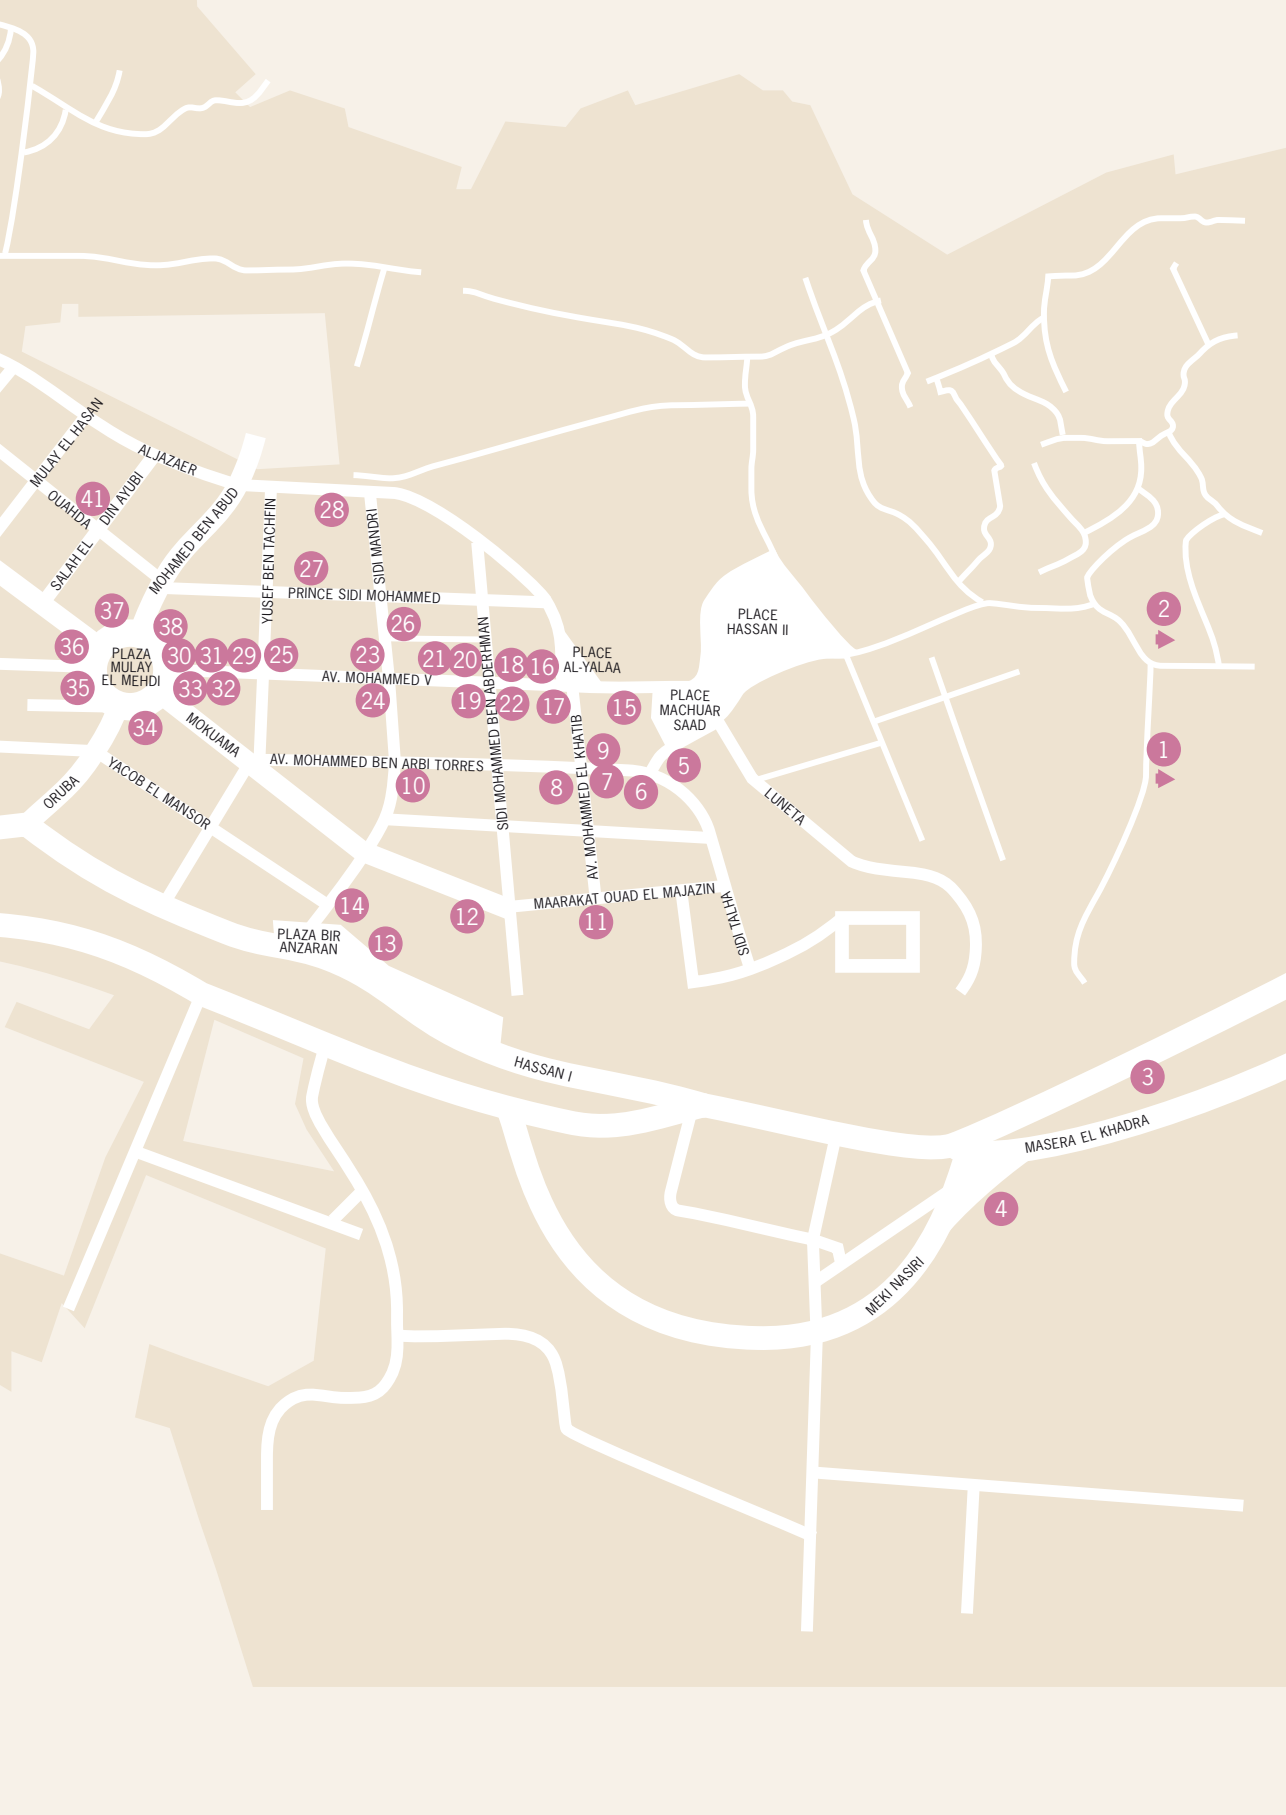 MULAY EL HASAN
ALJAZAER
OUAHDA
41
SALAH EL DIN AYUBI
MOHAMED BEN ABUD
YUSEF BEN TACHFIN
28
SIDI MANDRI
27
PRINCE SIDI MOHAMMED
37
38
26
36
PLAZA
MULAY
EL MEHDI
30
31
29
25
23
21
20
18
16
PLACE
AL-YALAA
PLACE
HASSAN II
2
35
33
32
AV. MOHAMMED V
24
19
22
17
15
SIDI MOHAMMED BEN ABDERHMAN
PLACE
MACHUAR
SAAD
34
MOKUAMA
AV. MOHAMMED BEN ARBI TORRES
9
5
1
10
8
7
6
AV. MOHAMMED EL KHATIB
ORUBA
YACOB EL MANSOR
LUNETA
14
12
MAARAKAT OUAD EL MAJAZIN
11
SIDI TALHA
PLAZA BIR
ANZARAN
13
HASSAN I
3
MASERA EL KHADRA
4
MEKI NASIRI